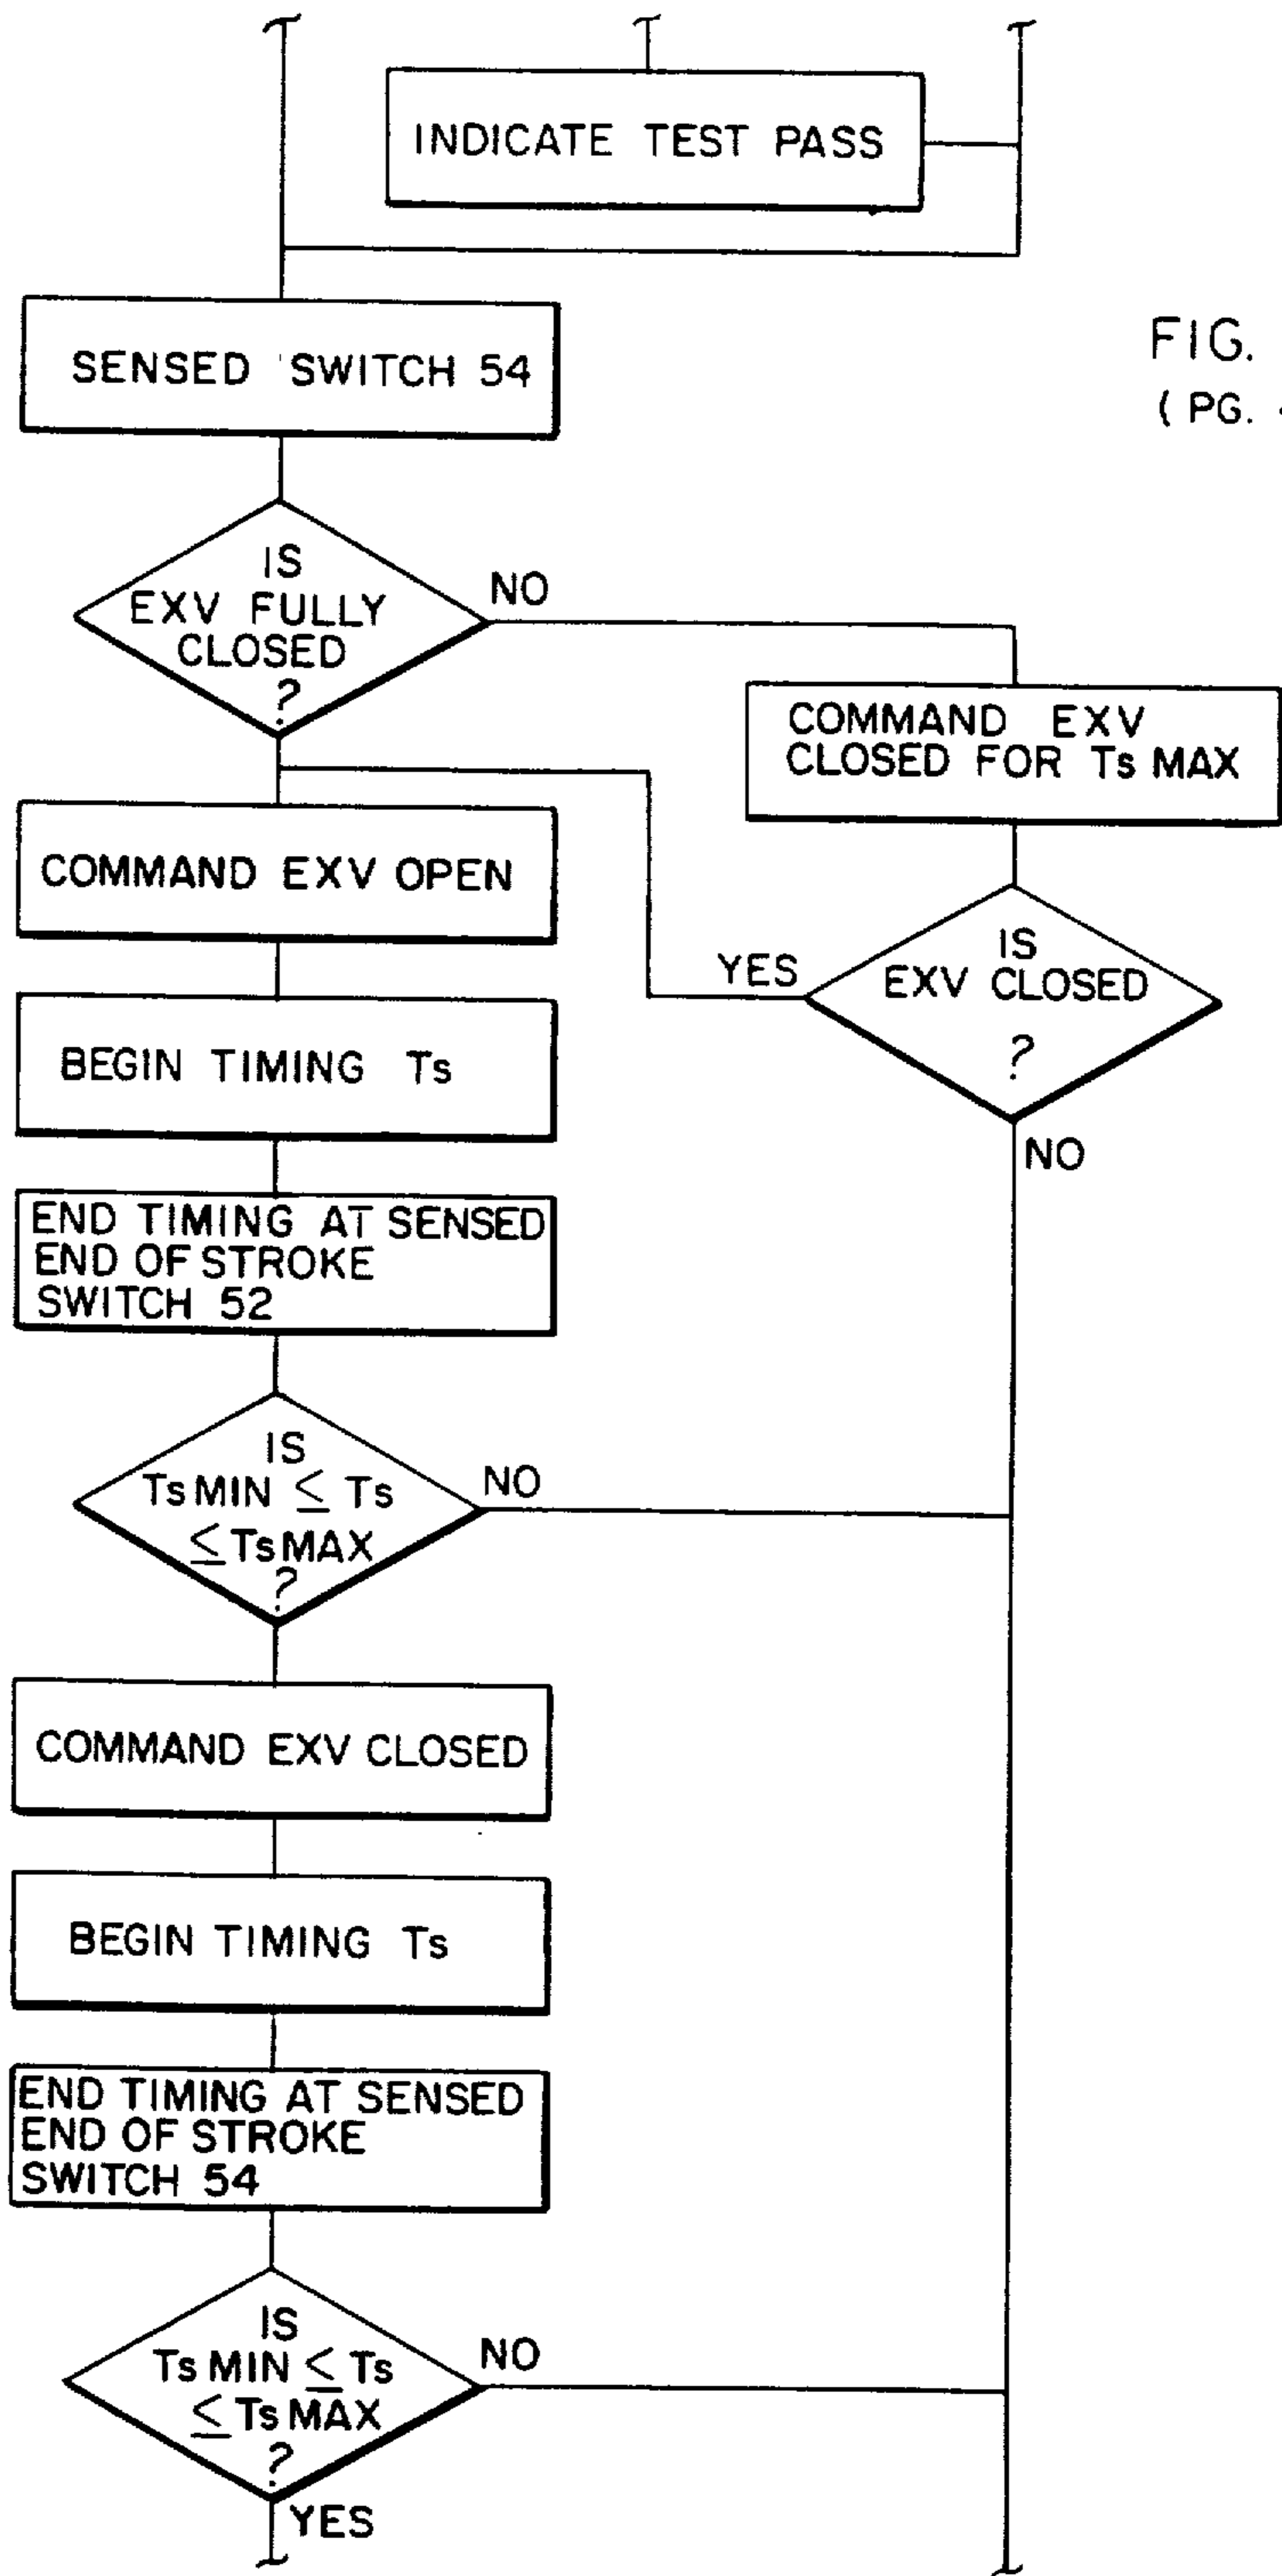 INDICATE TEST PASS
SENSED SWITCH 54
FIG.
( PG.
IS
EXV FULLY
CLOSED
?
NO
COMMAND EXV
CLOSED FOR Ts MAX
COMMAND EXV OPEN
IS
EXV CLOSED
?
YES
NO
BEGIN TIMING Ts
END TIMING AT SENSED
END OF STROKE
SWITCH 52
IS
Ts MIN ≤ Ts
≤ Ts MAX
?
NO
COMMAND EXV CLOSED
BEGIN TIMING Ts
END TIMING AT SENSED
END OF STROKE
SWITCH 54
IS
Ts MIN ≤ Ts
≤ Ts MAX
?
NO
YES